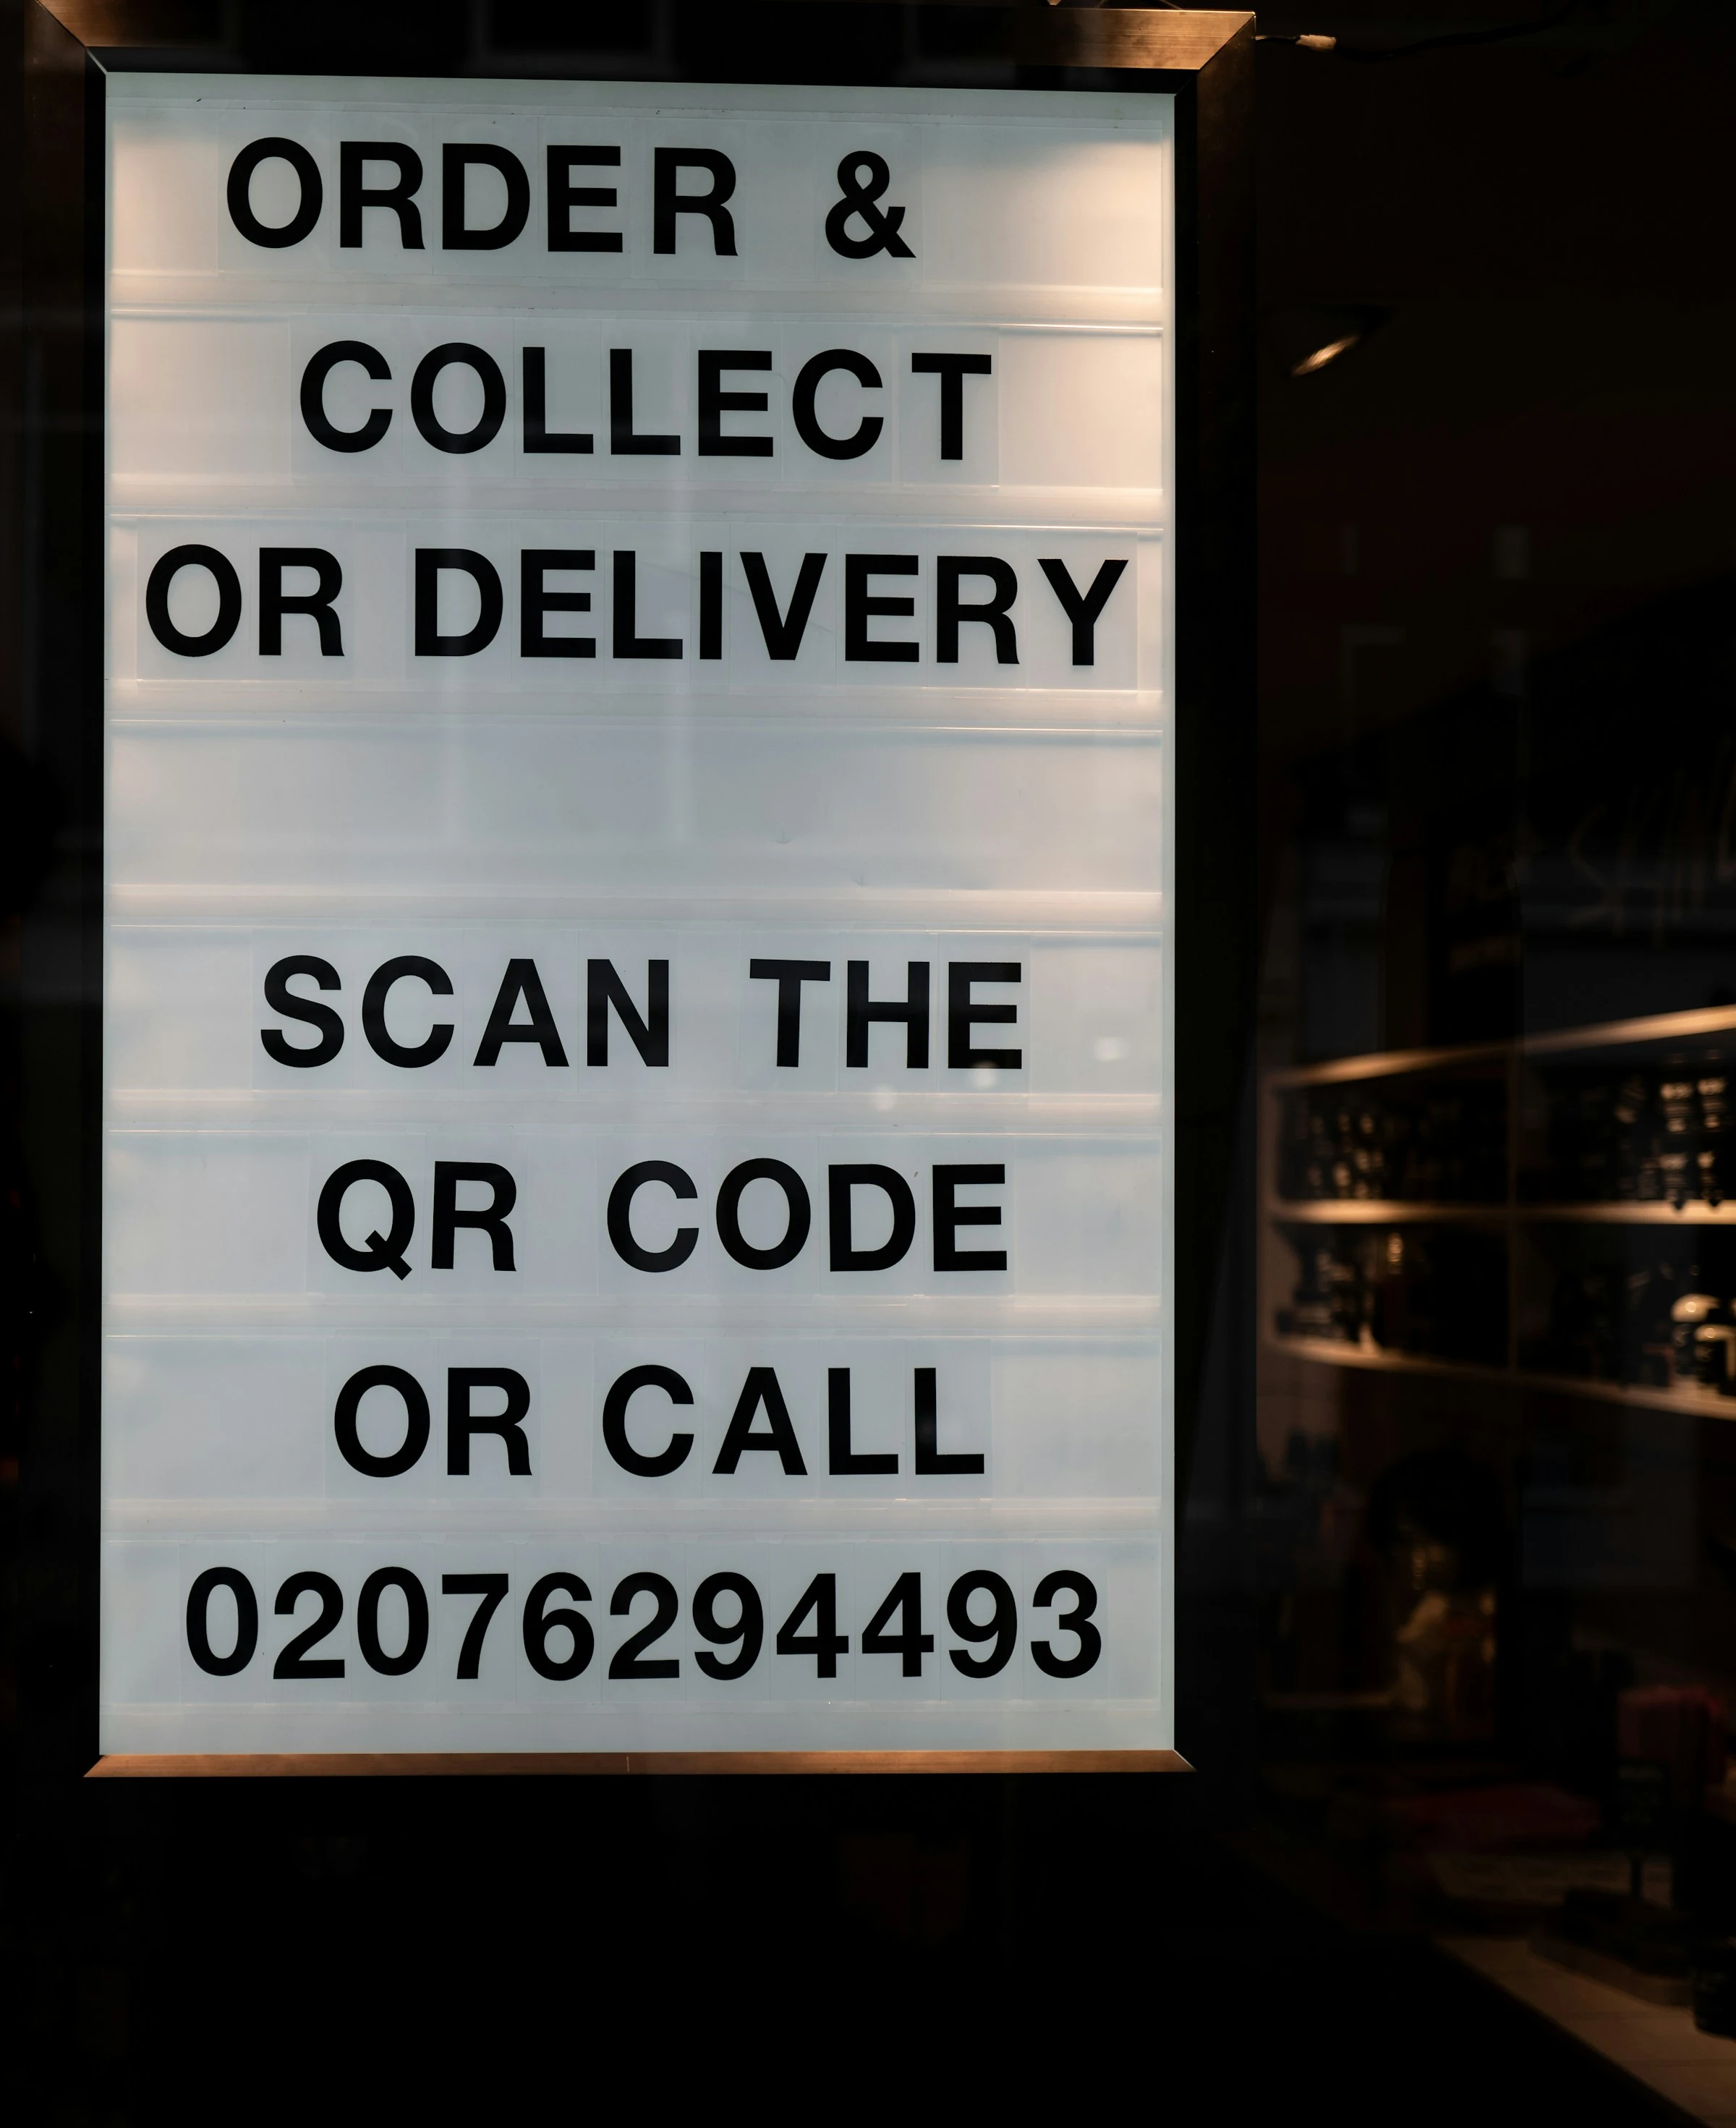 ORDER &
COLLECT
OR DELIVERY
SCAN THE
QR CODE
OR CALL
02076294493